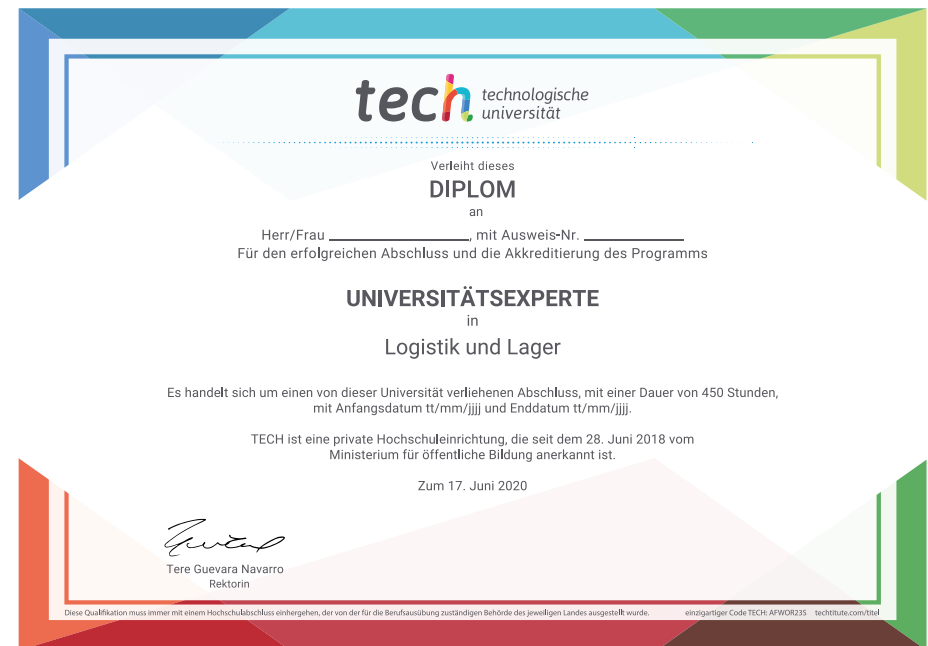 tech technologische
universität
Verleiht dieses
DIPLOM
an
Herr/Frau ____________________, mit Ausweis-Nr. ______________
Für den erfolgreichen Abschluss und die Akkreditierung des Programms
UNIVERSITÄTSEXPERTE
in
Logistik und Lager
Es handelt sich um einen von dieser Universität verliehenen Abschluss, mit einer Dauer von 450 Stunden,
mit Anfangsdatum tt/mm/jjjj und Enddatum tt/mm/jjjj.
TECH ist eine private Hochschuleinrichtung, die seit dem 28. Juni 2018 vom
Ministerium für öffentliche Bildung anerkannt ist.
Zum 17. Juni 2020
Tere Guevara Navarro
Rektorin
Diese Qualifikation muss immer mit einem Hochschulabschluss einhergehen, der von der für die Berufsausübung zuständigen Behörde des jeweiligen Landes ausgestellt wurde. einzigartiger Code TECH: AFWOR23S techtitute.com/titel